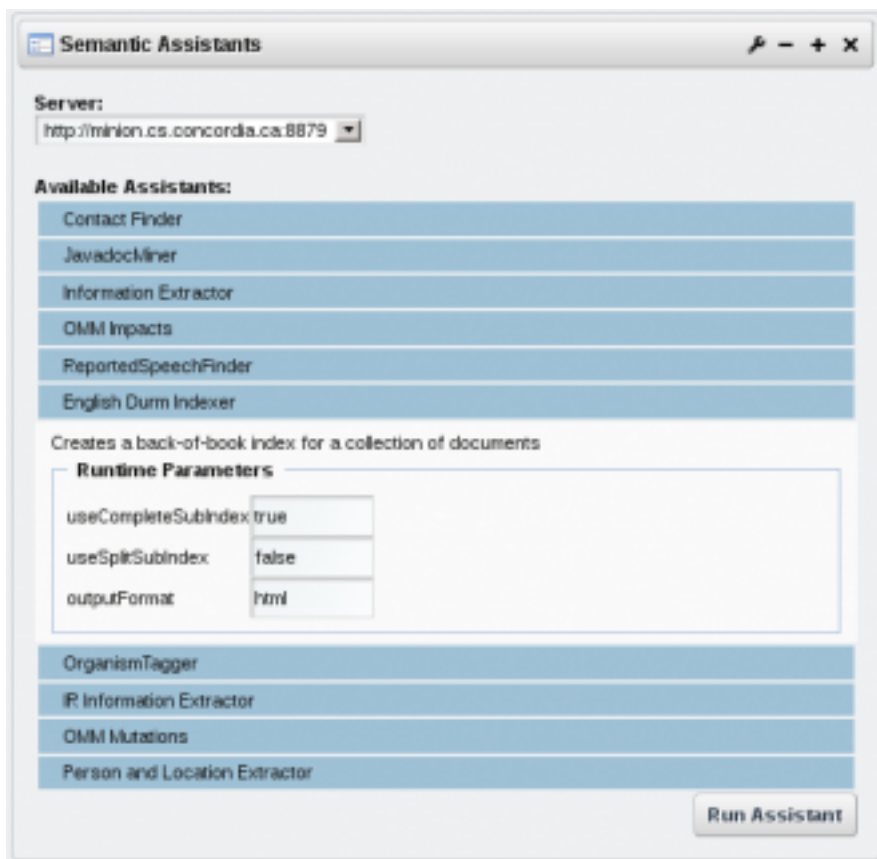 Semantic Assistants
Server:
http://minion.cs.concordia.ca:8879
Available Assistants:
Contact Finder
JavadocMiner
Information Extractor
OMM Impacts
ReportedSpeechFinder
English Durm Indexer
Creates a back-of-book index for a collection of documents
Runtime Parameters
useCompleteSubIndex true
useSplitSubIndex false
outputFormat html
OrganismTagger
IR Information Extractor
OMM Mutations
Person and Location Extractor
Run Assistant